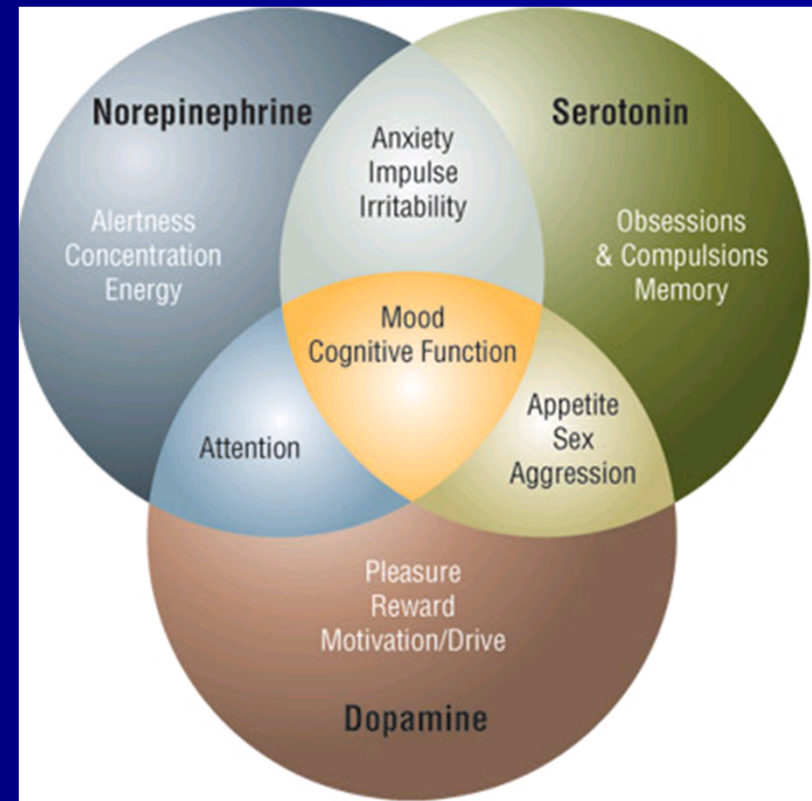 Norepinephrine
Alertness
Concentration
Energy
Anxiety
Impulse
Irritability
Serotonin
Obsessions
& Compulsions
Memory
Mood
Cognitive Function
Attention
Appetite
Sex
Aggression
Pleasure
Reward
Motivation/Drive
Dopamine